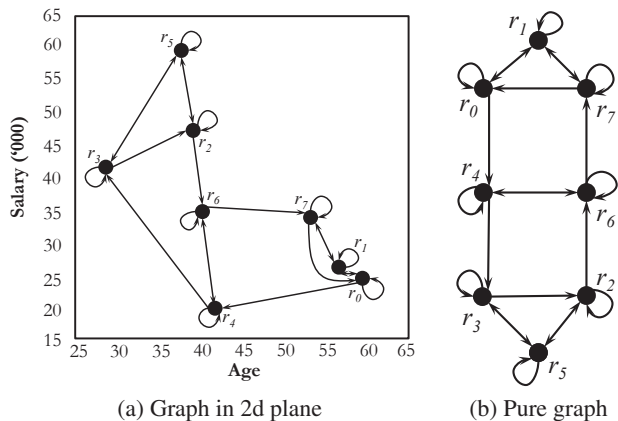 65
60
55
50
45
40
35
30
25
20
15
Salary (‘000)
25
30
35
40
45
50
55
60
65
Age
r5
r2
r3
r6
r7
r1
r0
r4
(a) Graph in 2d plane
r1
r0
r7
r4
r6
r3
r2
r5
(b) Pure graph